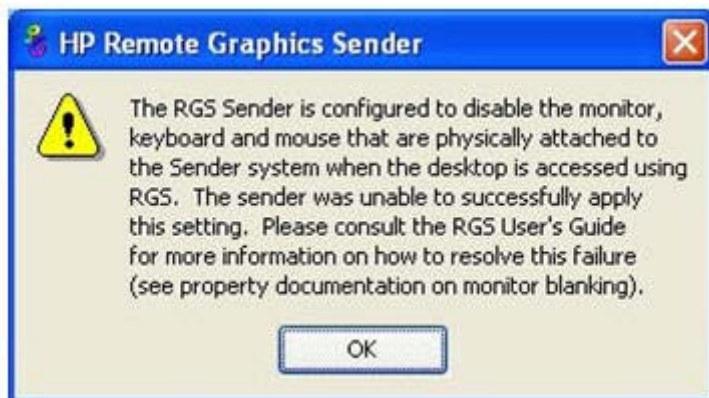 HP Remote Graphics Sender
The RGS Sender is configured to disable the monitor,
keyboard and mouse that are physically attached to
the Sender system when the desktop is accessed using
RGS.  The sender was unable to successfully apply
this setting.  Please consult the RGS User's Guide
for more information on how to resolve this failure
(see property documentation on monitor blanking).
OK